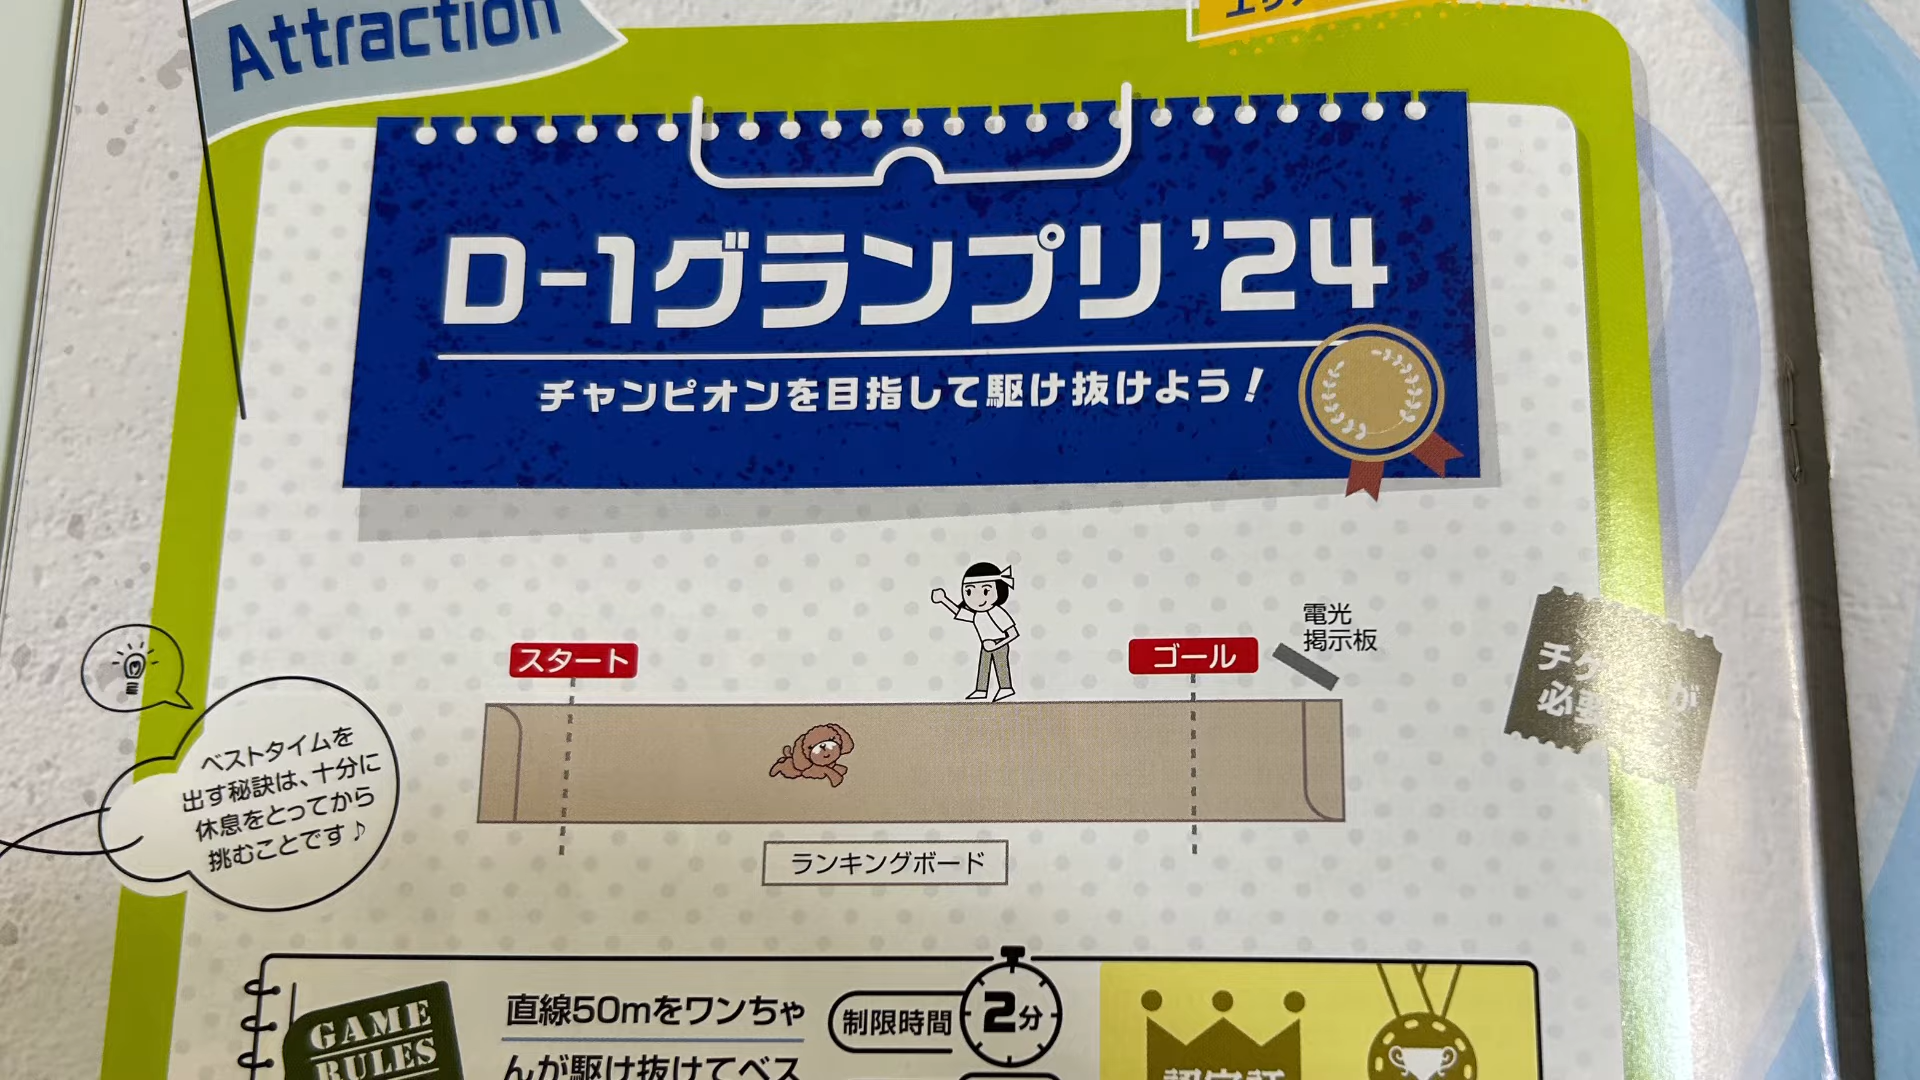 Attraction
D-1グランプリ’24
チャンピオンを目指して駆け抜けよう！
電光
掲示板
スタート
ゴール
ベストタイムを
出す秘訣は、十分に
休息をとってから
挑むことです♪
ランキングボード
GAME
RULES
直線50mをワンちゃ
んが駆け抜けてベス
制限時間
2分